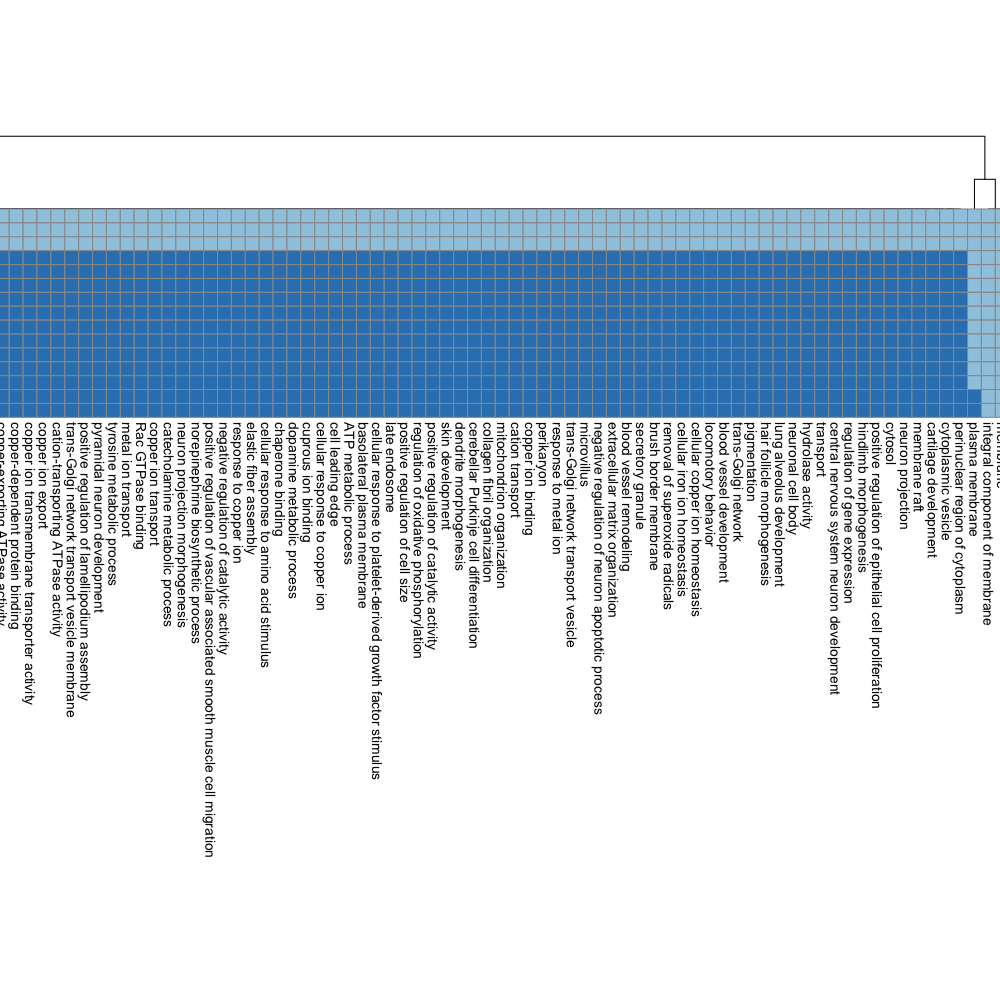 copper-exporting ATPase activity
copper-dependent protein binding
copper ion transmembrane transporter activity
copper ion export
cation-transporting ATPase activity
trans-Golgi network transport vesicle membrane
positive regulation of lamellipodium assembly
pyramidal neuron development
tyrosine metabolic process
metal ion transport
Rac GTPase binding
copper ion transport
catecholamine metabolic process
neuron projection morphogenesis
norepinephrine biosynthetic process
positive regulation of vascular associated smooth muscle cell migration
negative regulation of catalytic activity
response to copper ion
elastic fiber assembly
cellular response to amino acid stimulus
chaperone binding
dopamine metabolic process
cuprous ion binding
cellular response to copper ion
cell leading edge
ATP metabolic process
basolateral plasma membrane
cellular response to platelet-derived growth factor stimulus
late endosome
positive regulation of cell size
regulation of oxidative phosphorylation
positive regulation of catalytic activity
skin development
dendrite morphogenesis
cerebellar Purkinje cell differentiation
collagen fibril organization
mitochondrion organization
cation transport
copper ion binding
perikaryon
response to metal ion
trans-Golgi network transport vesicle
microvillus
negative regulation of neuron apoptotic process
extracellular matrix organization
blood vessel remodeling
secretory granule
brush border membrane
removal of superoxide radicals
cellular iron ion homeostasis
cellular copper ion homeostasis
locomotory behavior
blood vessel development
trans-Golgi network
pigmentation
hair follicle morphogenesis
lung alveolus development
neuronal cell body
hydrolase activity
transport
central nervous system neuron development
regulation of gene expression
hindlimb morphogenesis
positive regulation of epithelial cell proliferation
cytosol
neuron projection
membrane raft
cartilage development
cytoplasmic vesicle
perinuclear region of cytoplasm
plasma membrane
integral component of membrane